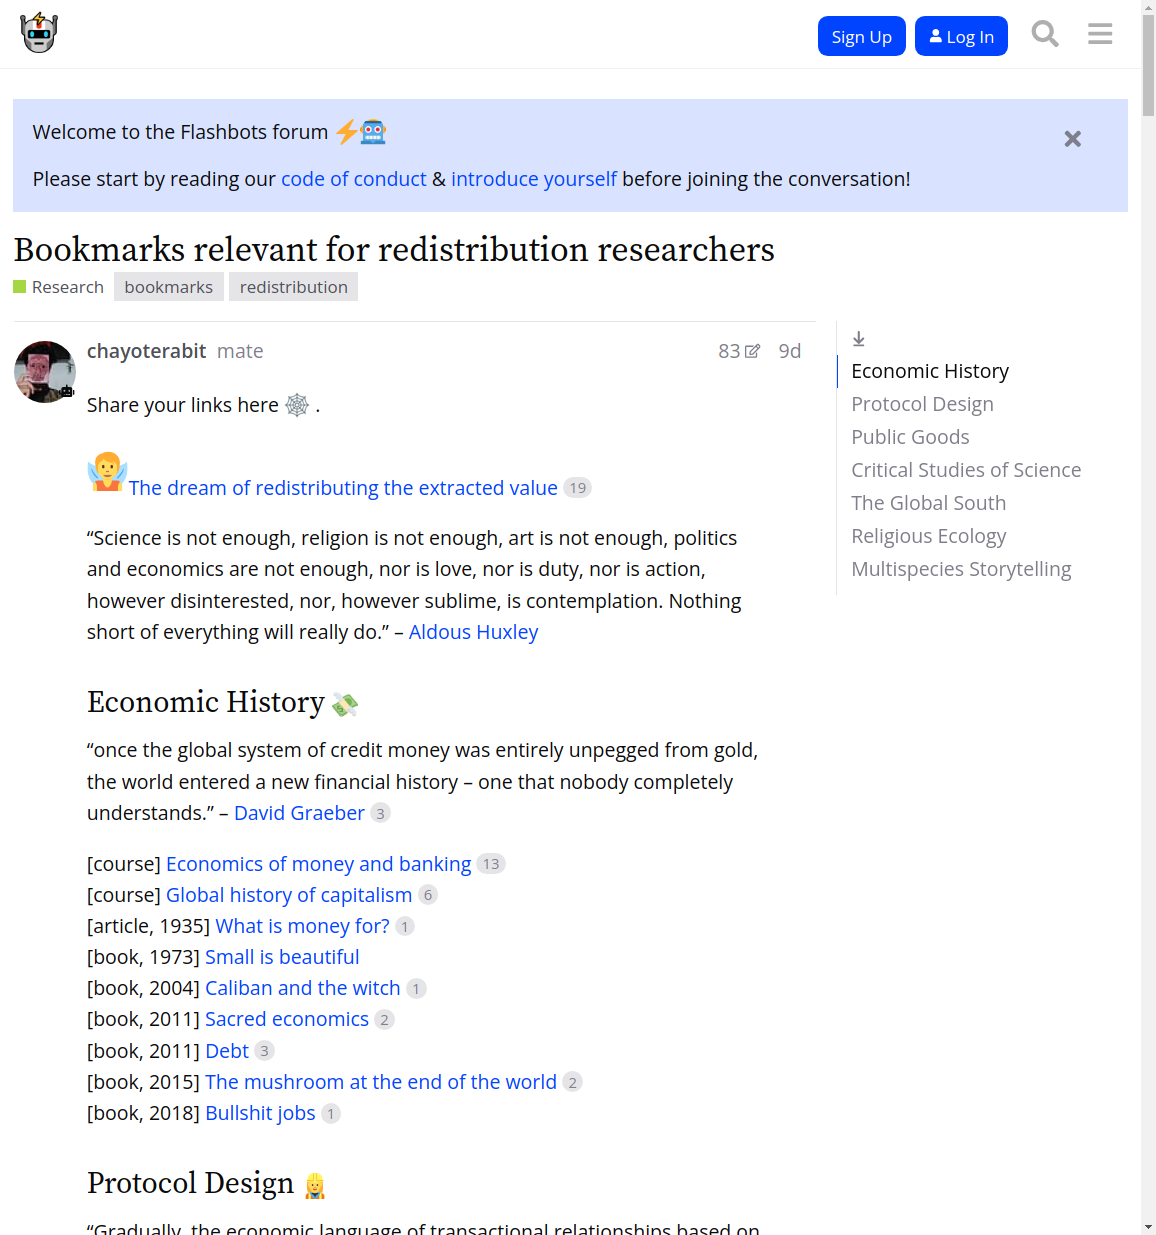 Sign Up
Log In
Welcome to the Flashbots forum
Please start by reading our code of conduct & introduce yourself before joining the conversation!
Bookmarks relevant for redistribution researchers
Research bookmarks redistribution
chayoterabit mate 83 9d
Share your links here .
The dream of redistributing the extracted value 19
“Science is not enough, religion is not enough, art is not enough, politics
and economics are not enough, nor is love, nor is duty, nor is action,
however disinterested, nor, however sublime, is contemplation. Nothing
short of everything will really do.” – Aldous Huxley
Economic History
“once the global system of credit money was entirely unpegged from gold,
the world entered a new financial history – one that nobody completely
understands.” – David Graeber 3
[course] Economics of money and banking 13
[course] Global history of capitalism 6
[article, 1935] What is money for? 1
[book, 1973] Small is beautiful
[book, 2004] Caliban and the witch 1
[book, 2011] Sacred economics 2
[book, 2011] Debt 3
[book, 2015] The mushroom at the end of the world 2
[book, 2018] Bullshit jobs 1
Protocol Design
“Gradually, the economic language of transactional relationships based on
Economic History
Protocol Design
Public Goods
Critical Studies of Science
The Global South
Religious Ecology
Multispecies Storytelling